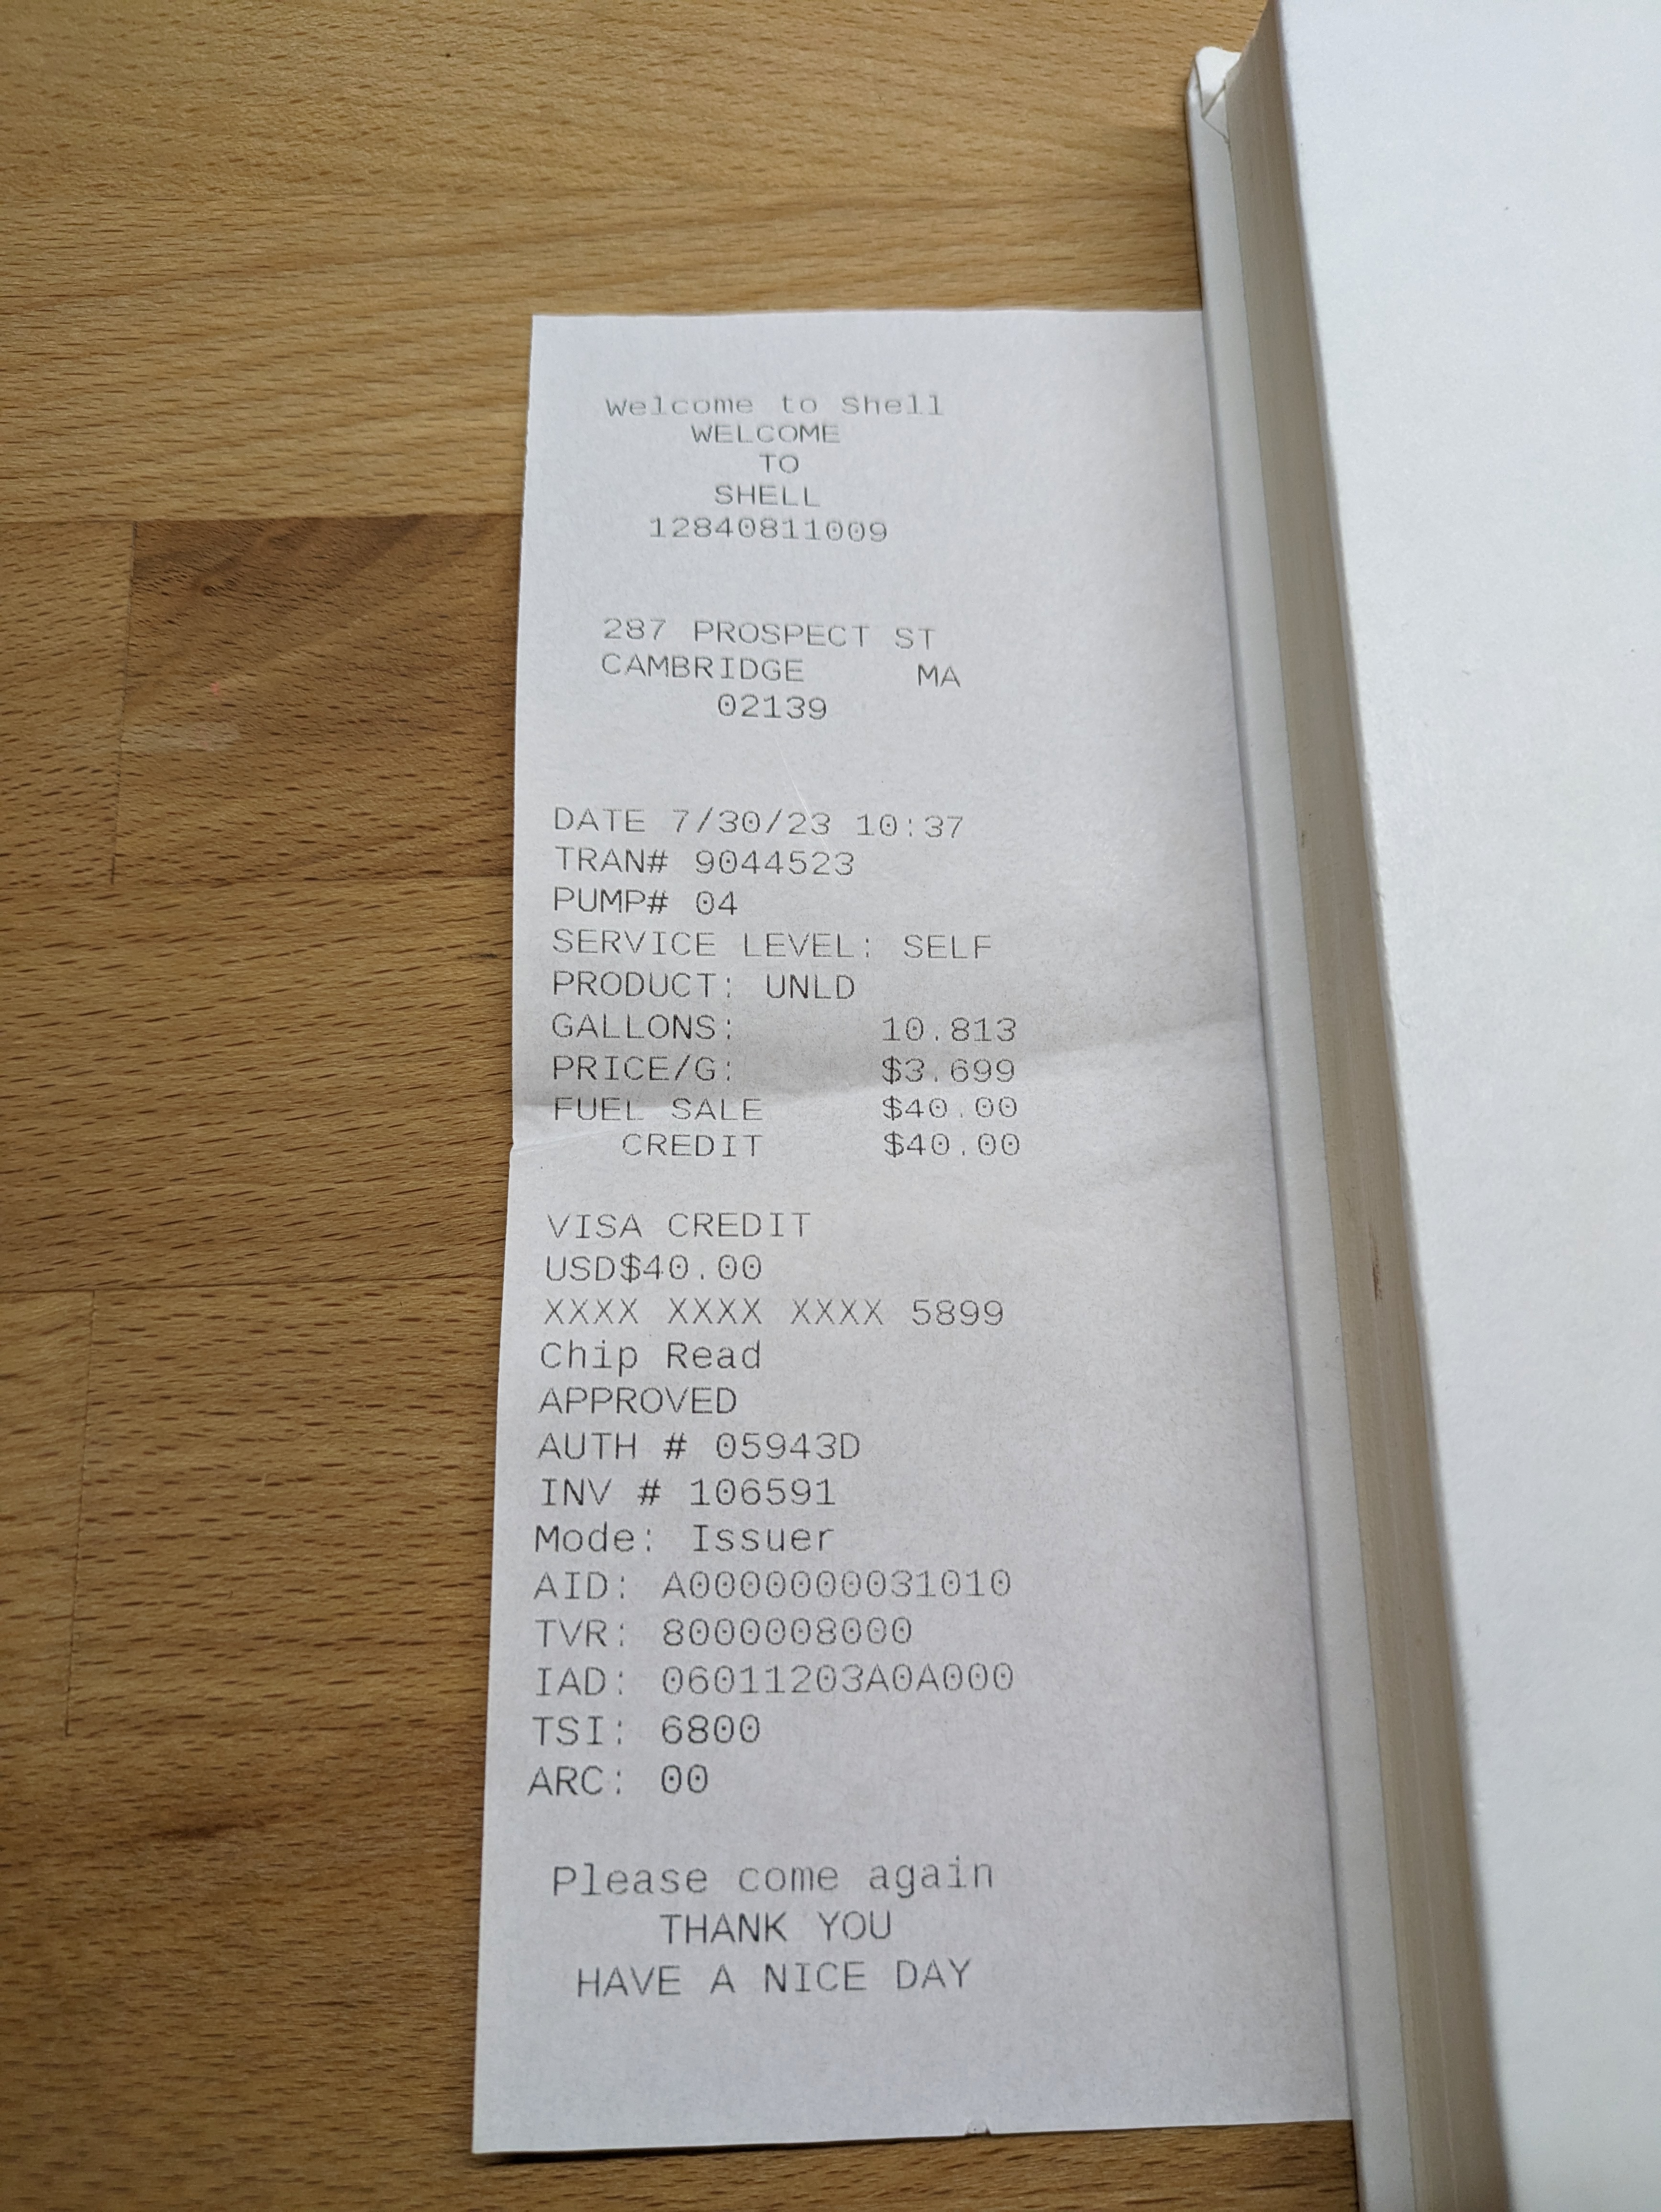 Welcome to Shell
WELCOME
TO
SHELL
12840811009
287 PROSPECT ST
CAMBRIDGE MA
02139
DATE 7/30/23 10:37
TRAN# 9044523
PUMP# 04
SERVICE LEVEL: SELF
PRODUCT: UNLD
GALLONS: 10.813
PRICE/G: $3.699
FUEL SALE $40.00
CREDIT $40.00
VISA CREDIT
USD$40.00
XXXX XXXX XXXX 5899
Chip Read
APPROVED
AUTH # 05943D
INV # 106591
Mode: Issuer
AID: A0000000031010
TVR: 8000008000
IAD: 06011203A0A000
TSI: 6800
ARC: 00
Please come again
THANK YOU
HAVE A NICE DAY